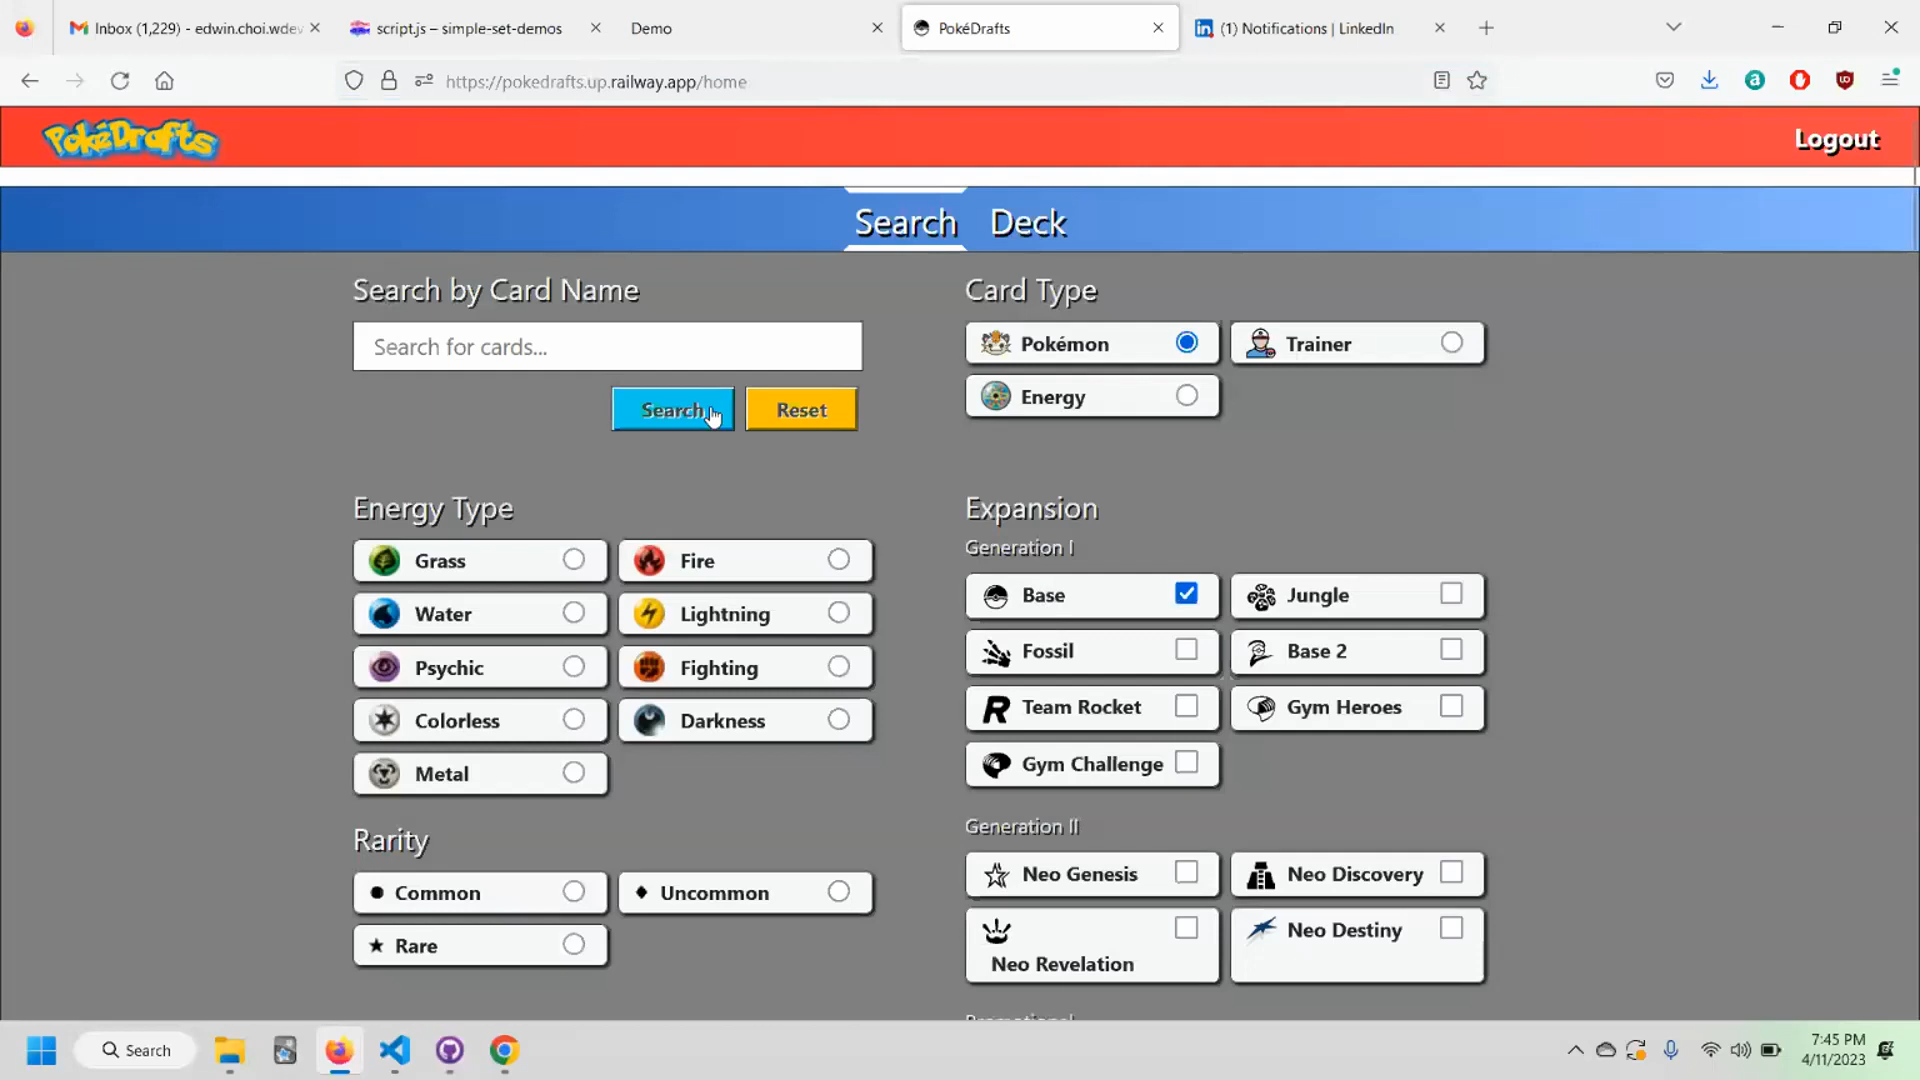 Inbox (1,229) - edwin.choi.wdev
script.js – simple-set-demos
Demo
PokéDrafts
(1) Notifications | LinkedIn
https://pokedrafts.up.railway.app/home
PokéDrafts
Logout
Search
Deck
Search by Card Name
Search for cards...
Search
Reset
Card Type
Pokémon
Trainer
Energy
Energy Type
Grass
Fire
Water
Lightning
Psychic
Fighting
Colorless
Darkness
Metal
Rarity
Common
Uncommon
Rare
Expansion
Generation I
Base
Jungle
Fossil
Base 2
Team Rocket
Gym Heroes
Gym Challenge
Generation II
Neo Genesis
Neo Discovery
Neo Revelation
Neo Destiny
Search
7:45 PM
4/11/2023